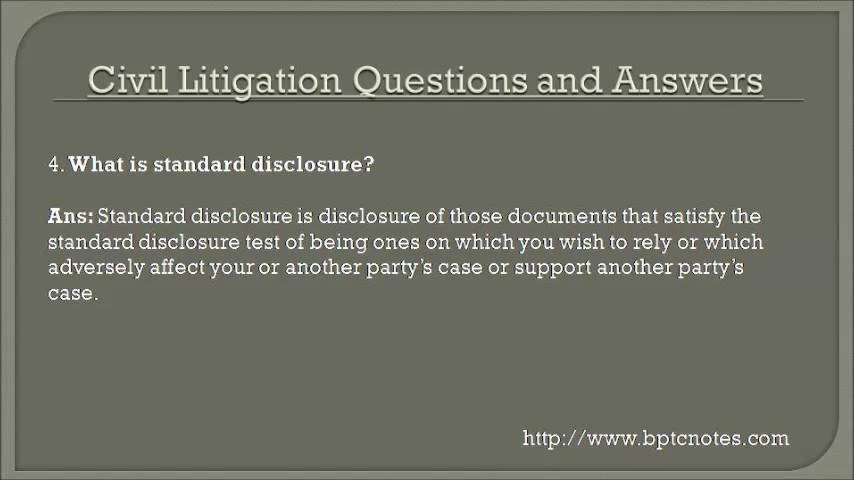 Civil Litigation Questions and Answers
4. What is standard disclosure?
Ans: Standard disclosure is disclosure of those documents that satisfy the
standard disclosure test of being ones on which you wish to rely or which
adversely affect your or another party’s case or support another party’s
case.
http://www.bptcnotes.com